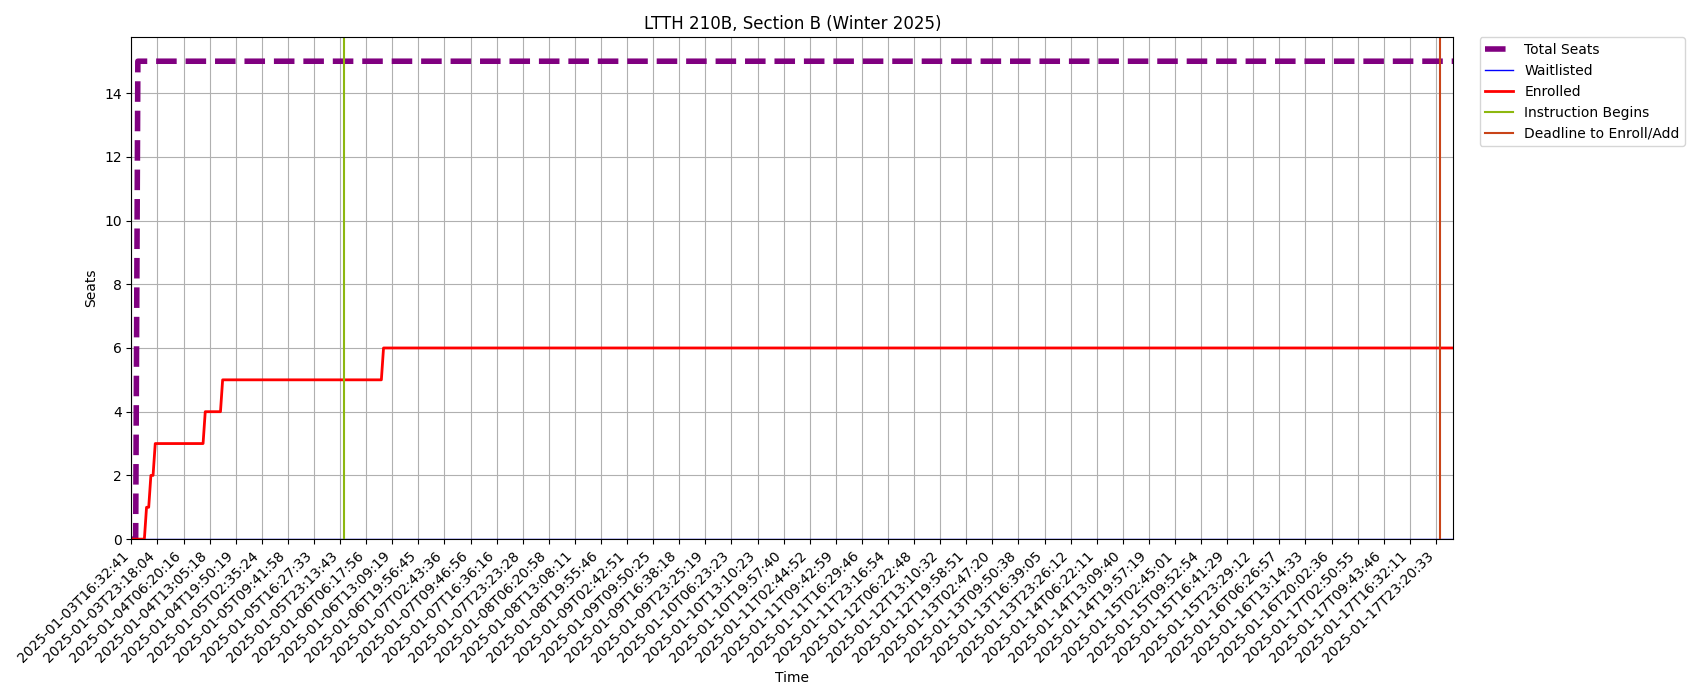 LTTH 210B, Section B (Winter 2025)
Total Seats
Waitlisted
Enrolled
Instruction Begins
Deadline to Enroll/Add
Seats
14
12
10
8
6
4
2
0
2025-01-03T16:32:41
2025-01-03T23:18:04
2025-01-04T06:20:16
2025-01-04T13:05:18
2025-01-04T19:50:19
2025-01-05T02:35:24
2025-01-05T09:41:58
2025-01-05T16:27:33
2025-01-05T23:13:43
2025-01-06T06:17:56
2025-01-06T13:09:19
2025-01-06T19:56:45
2025-01-07T02:43:36
2025-01-07T09:46:56
2025-01-07T16:36:16
2025-01-07T23:23:28
2025-01-08T06:20:58
2025-01-08T13:08:11
2025-01-08T19:55:46
2025-01-09T02:42:51
2025-01-09T09:50:25
2025-01-09T16:38:18
2025-01-09T23:25:19
2025-01-10T06:23:23
2025-01-10T13:10:23
2025-01-10T19:57:40
2025-01-11T02:44:52
2025-01-11T09:42:59
2025-01-11T16:29:46
2025-01-11T23:16:54
2025-01-12T06:22:48
2025-01-12T13:10:32
2025-01-12T19:58:51
2025-01-13T02:47:20
2025-01-13T09:50:38
2025-01-13T16:39:05
2025-01-13T23:26:12
2025-01-14T06:22:11
2025-01-14T13:09:40
2025-01-14T19:57:19
2025-01-15T02:45:01
2025-01-15T09:52:54
2025-01-15T16:41:29
2025-01-15T23:29:12
2025-01-16T06:26:57
2025-01-16T13:14:33
2025-01-16T20:02:36
2025-01-17T02:50:55
2025-01-17T09:43:46
2025-01-17T16:32:11
2025-01-17T23:20:33
Time